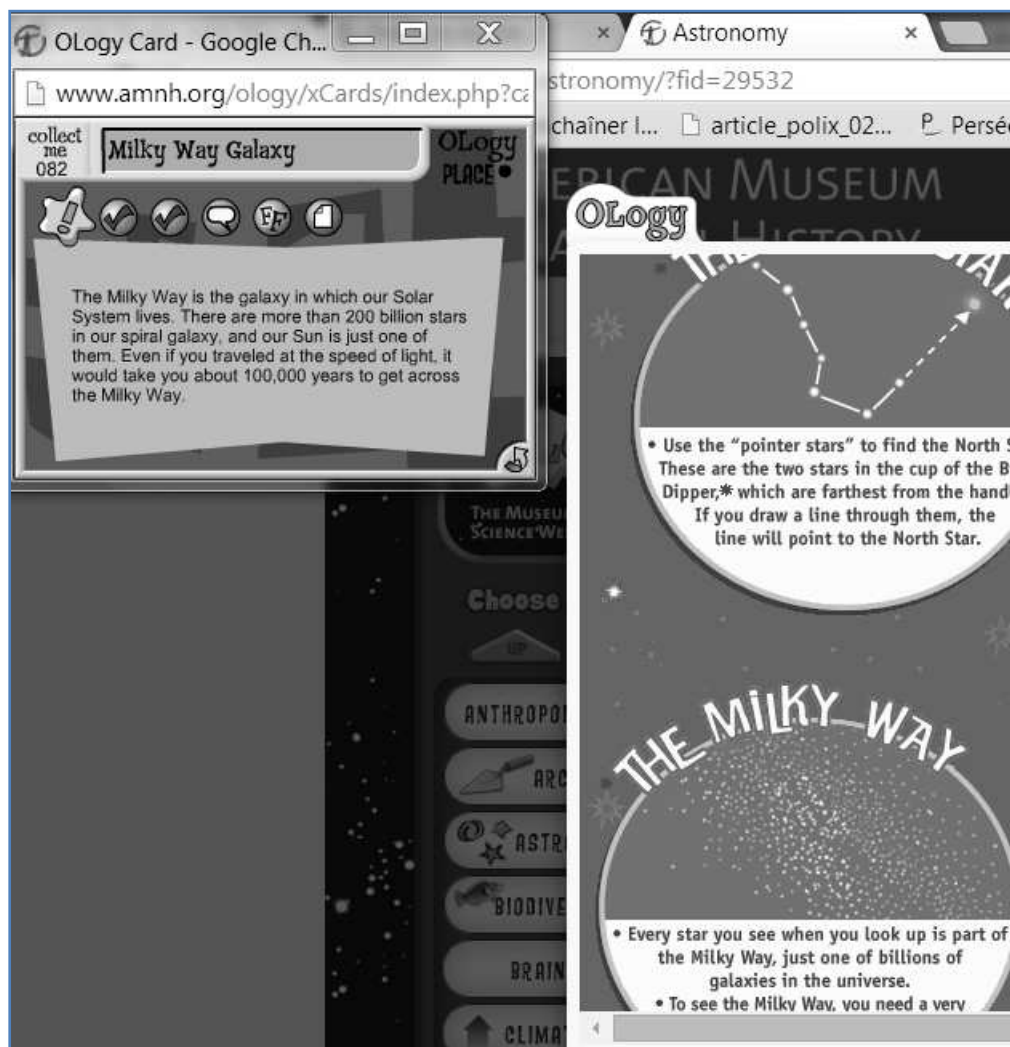 OLogy Card - Google Ch...
www.amnh.org/ology/xCards/index.php?ca
collect
me
082
Milky Way Galaxy
OLogy
PLACE
The Milky Way is the galaxy in which our Solar
System lives. There are more than 200 billion stars
in our spiral galaxy, and our Sun is just one of
them. Even if you traveled at the speed of light, it
would take you about 100,000 years to get across
the Milky Way.
Astronomy
stronomy/?fid=29532
chaîner l...
article_polix_02...
Persée
ERICAN MUSEUM
HISTORY
OLogy
• Use the “pointer stars” to find the North S
These are the two stars in the cup of the B
Dipper,* which are farthest from the hand
If you draw a line through them, the
line will point to the North Star.
THE MUSEU
SCIENCE WE
Choose
UP
ANTHROPO
ARC
ASTR
BIODIVE
BRAIN
CLIMA
THE MILKY WAY
• Every star you see when you look up is part of
the Milky Way, just one of billions of
galaxies in the universe.
• To see the Milky Way, you need a very